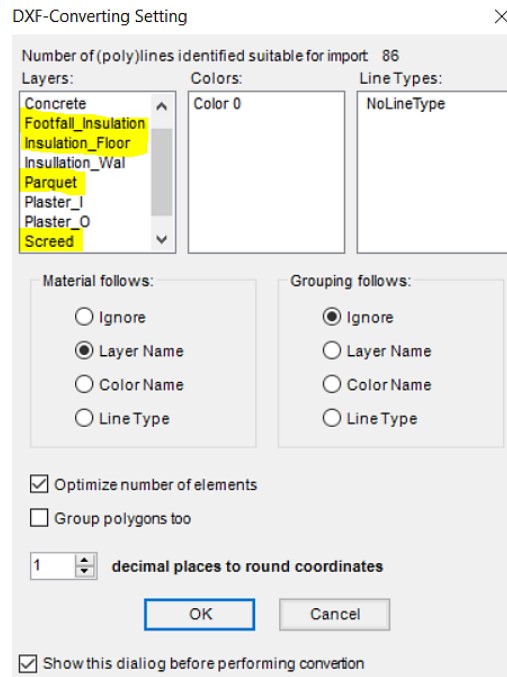 DXF-Converting Setting
Number of (poly)lines identified suitable for import 86
Layers: Colors: Line Types:
Concrete
Footfall_Insulation
Insulation_Floor
Insullation_Wal
Parquet
Plaster_I
Plaster_O
Screed
Color 0
NoLineType
Material follows:
Ignore
Layer Name
Color Name
Line Type
Grouping follows:
Ignore
Layer Name
Color Name
Line Type
Optimize number of elements
Group polygons too
1 decimal places to round coordinates
OK Cancel
Show this dialiog before performing convertion